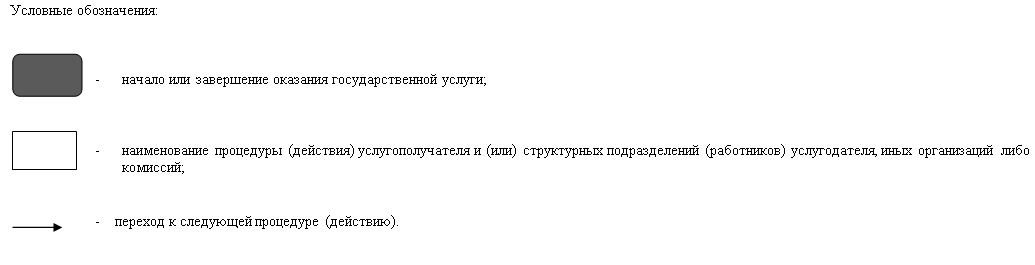 Условные обозначения:
- начало или завершение оказания государственной услуги;
- наименование процедуры (действия) услугополучателя и (или) структурных подразделений (работников) услугодателя, иных организаций либо
комиссий;
- переход к следующей процедуре (действию).